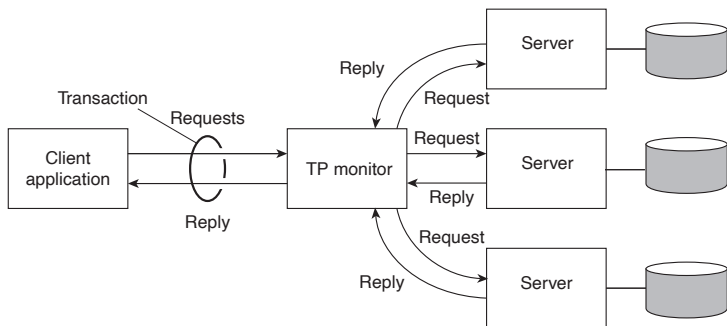 Server
Reply
Transaction
Requests
Request
Client
application
TP monitor
Request
Server
Reply
Reply
Request
Reply
Server